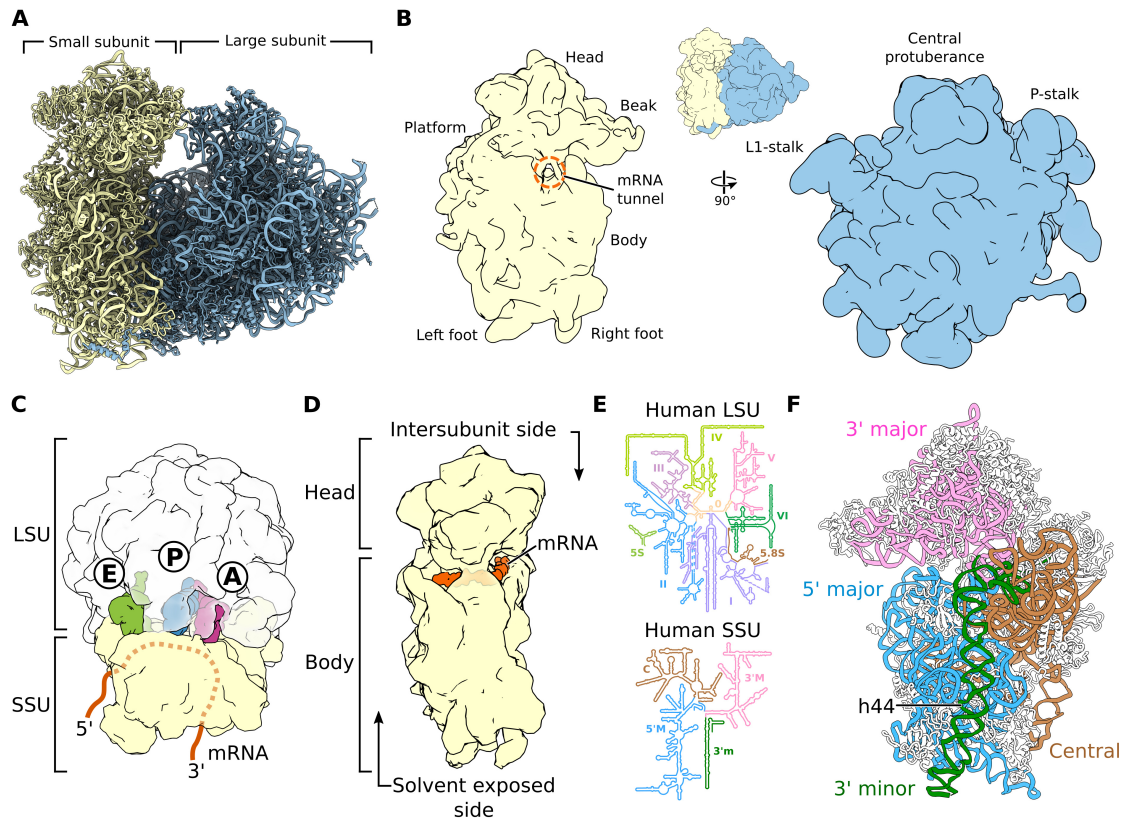 A
Small subunit
Large subunit
B
Head
Beak
Platform
mRNA
tunnel
Body
Left foot
Right foot
90°
Central
protuberance
P-stalk
L1-stalk
C
LSU
SSU
E
P
A
5'
3'
mRNA
D
Intersubunit side
Head
mRNA
Body
Solvent exposed
side
E
Human LSU
IV
V
III
O
VI
5S
5.8S
II
I
Human SSU
C
3'M
5'M
3'm
F
3' major
5' major
h44
Central
3' minor